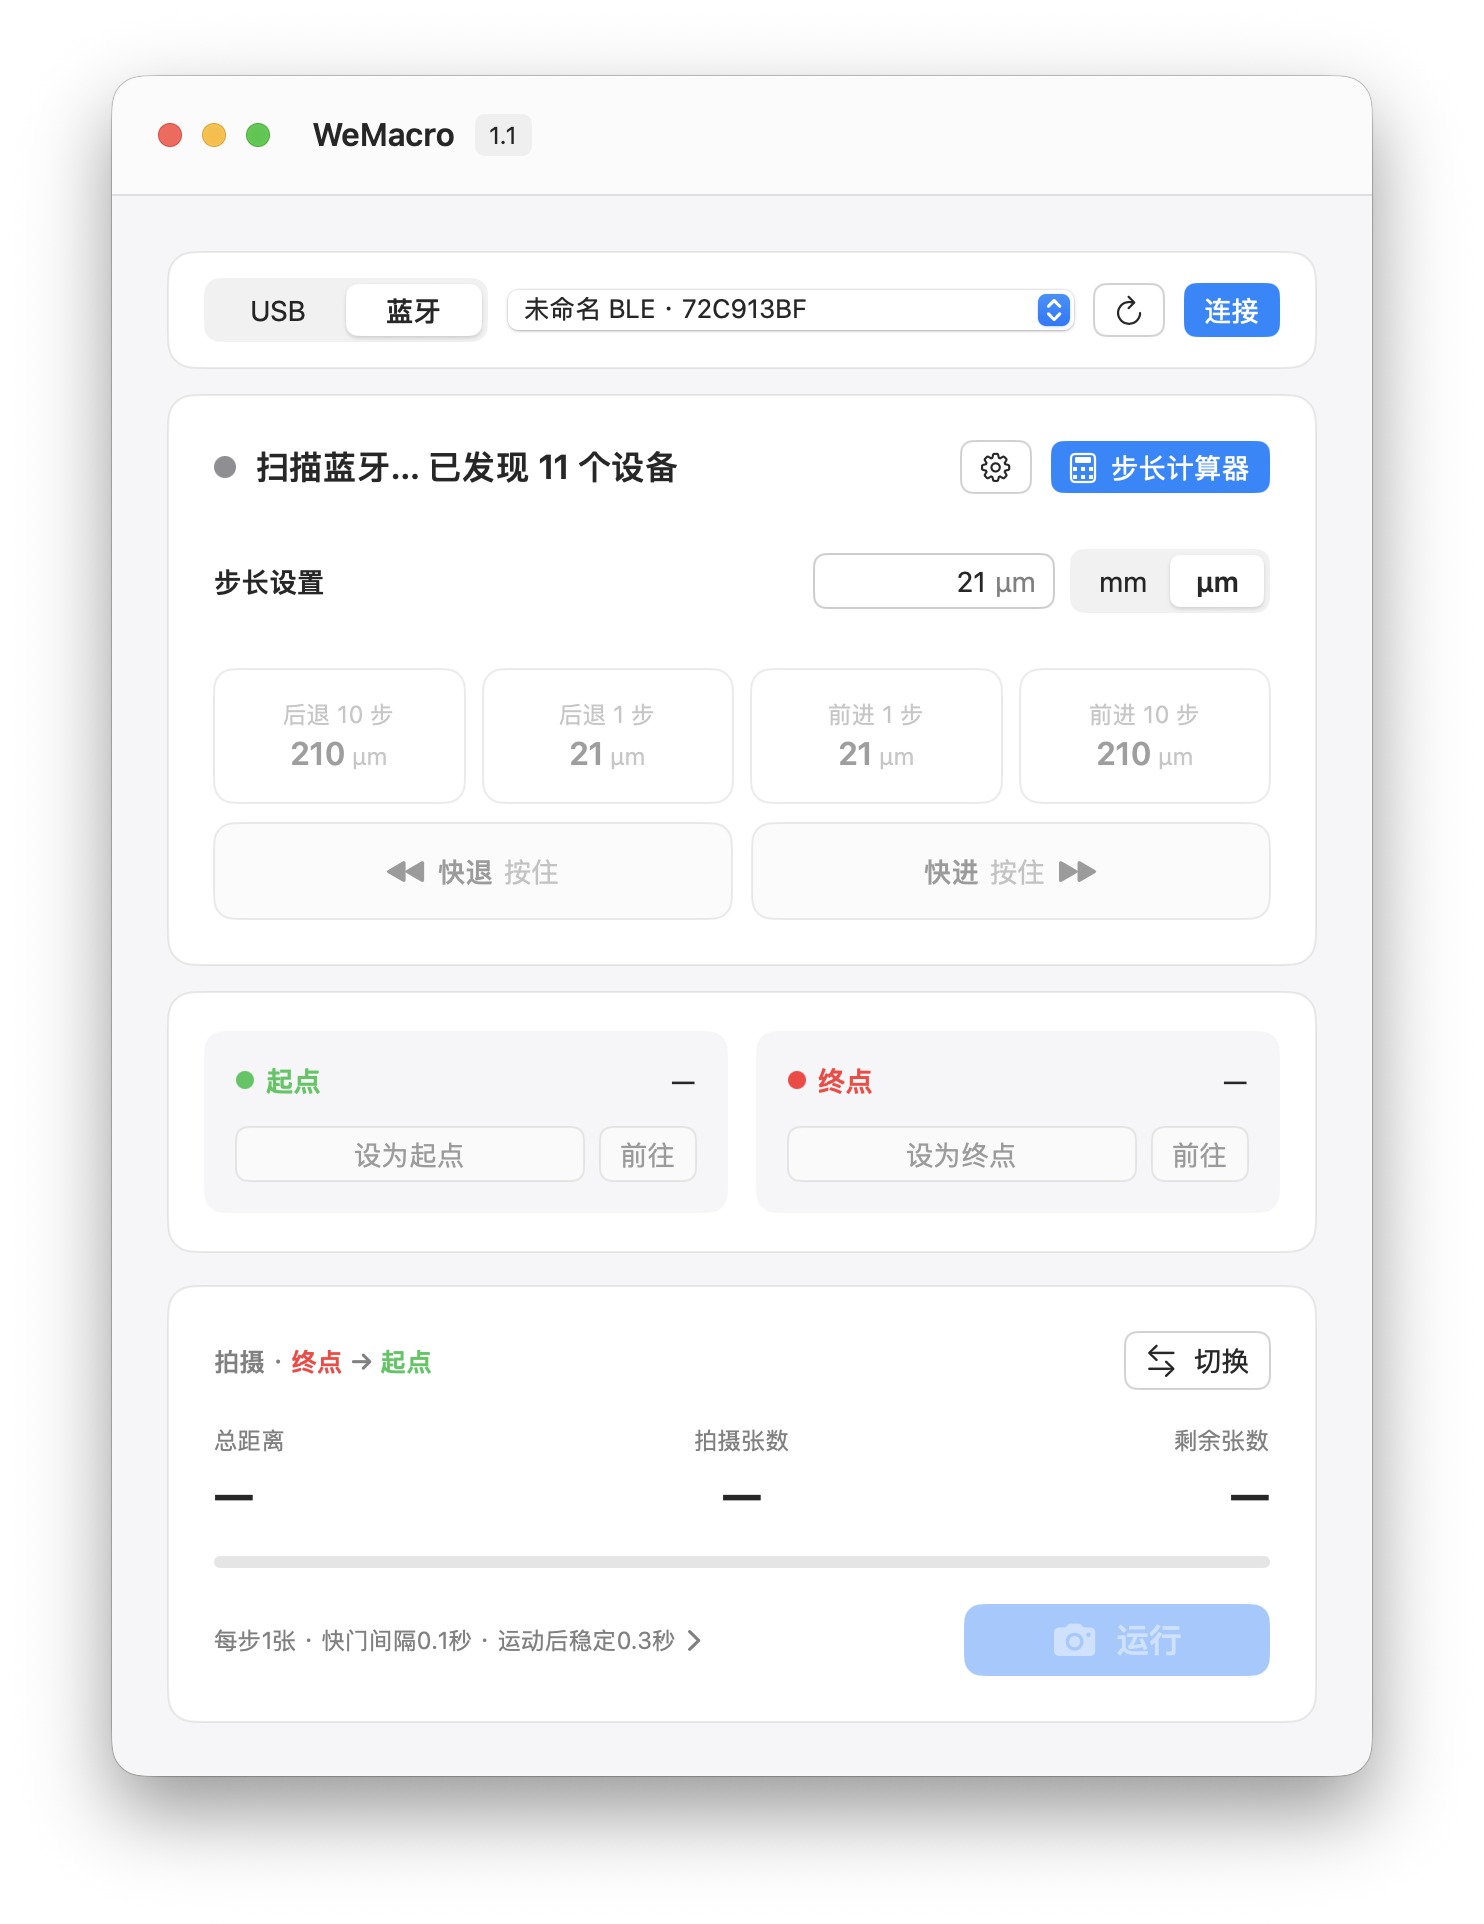 WeMacro 1.1
USB 蓝牙 未命名 BLE · 72C913BF 连接
扫描蓝牙... 已发现 11 个设备 步长计算器
步长设置 21 µm mm µm
后退 10 步 后退 1 步 前进 1 步 前进 10 步
210 µm 21 µm 21 µm 210 µm
快退 按住 快进 按住
起点 — 终点 —
设为起点 前往 设为终点 前往
拍摄 · 终点 → 起点 切换
总距离 拍摄张数 剩余张数
— — —
每步1张 · 快门间隔0.1秒 · 运动后稳定0.3秒 运行